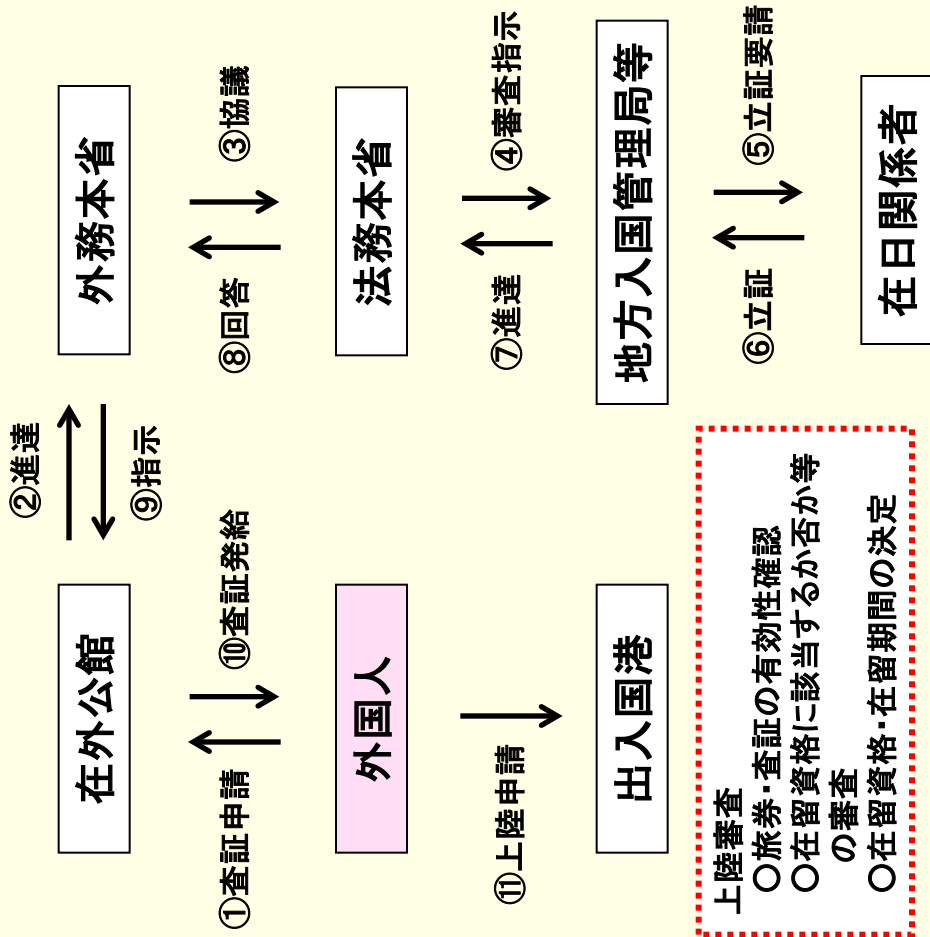 在外公館
②進達
⑨指示
外務本省
①査証申請
⑩査証発給
⑧回答
③協議
外国人
法務本省
⑪上陸申請
⑦進達
④審査指示
出入国港
地方入国管理局等
⑥立証
⑤立証要請
在日関係者
上陸審査
○旅券・査証の有効性確認
○在留資格に該当するか否か等
の審査
○在留資格・在留期間の決定